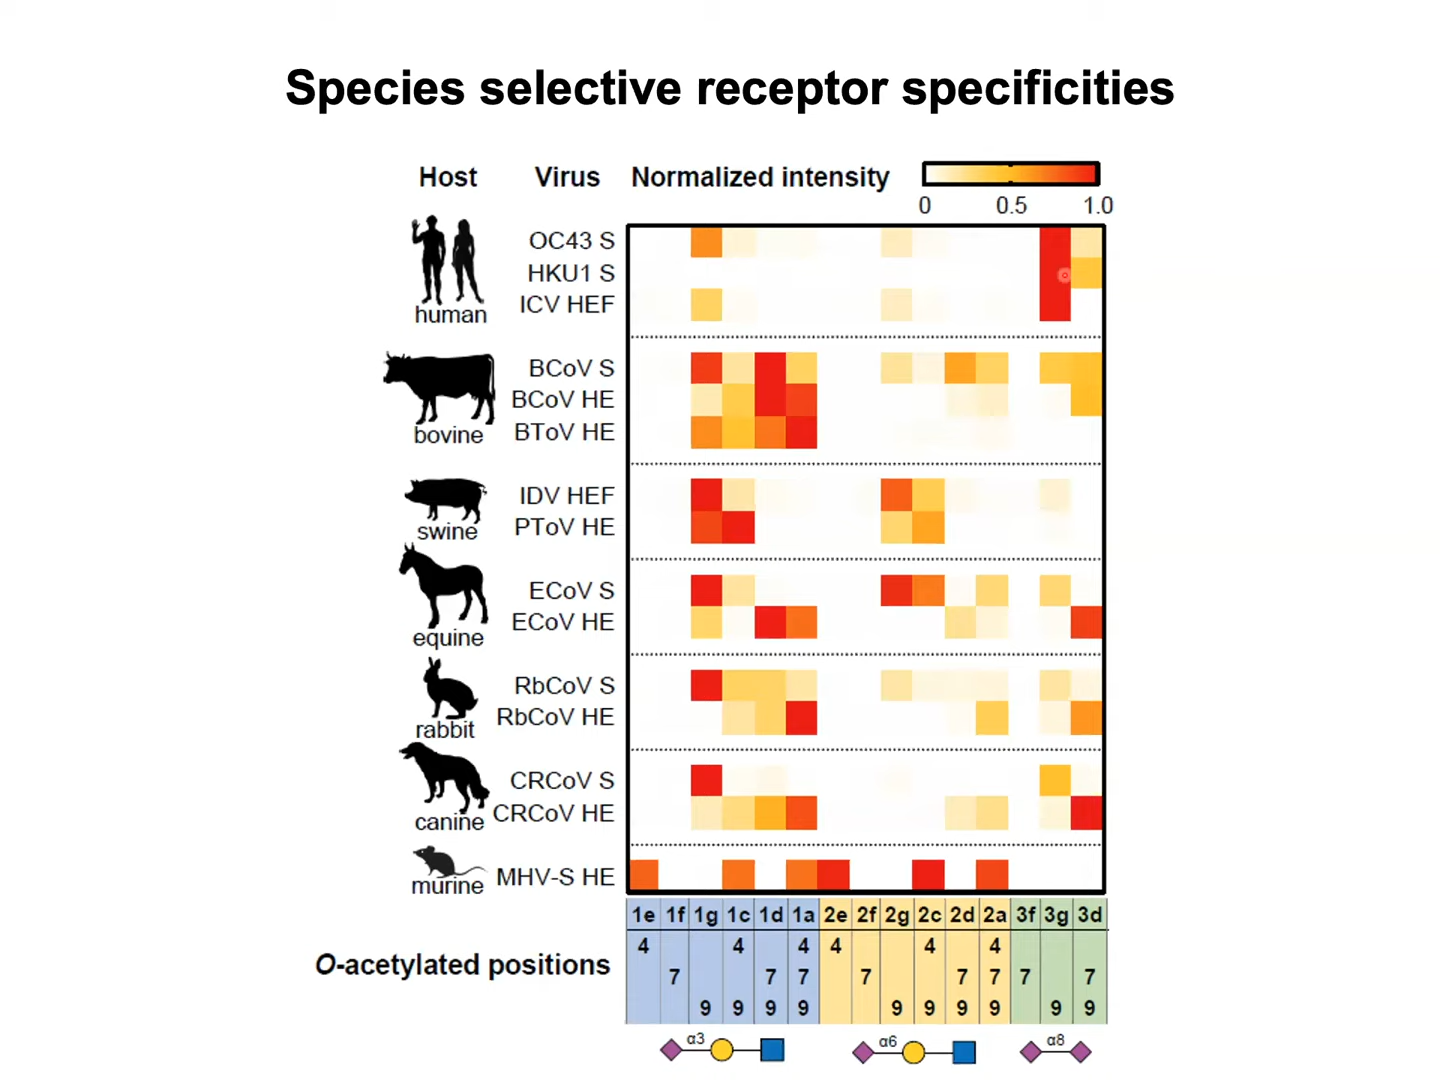 Species selective receptor specificities
Host Virus Normalized intensity
0 0.5 1.0
OC43 S
HKU1 S
ICV HEF
human
BCoV S
BCoV HE
BToV HE
bovine
IDV HEF
PToV HE
swine
ECoV S
ECoV HE
equine
RbCoV S
RbCoV HE
rabbit
CRCoV S
CRCoV HE
canine
MHV-S HE
murine
1e 1f 1g 1c 1d 1a 2e 2f 2g 2c 2d 2a 3f 3g 3d
4 4 4 4 4 4
O-acetylated positions
7 7 7 7 7 7 7 7
9 9 9 9 9 9 9 9 9 9
α3 α6 α8